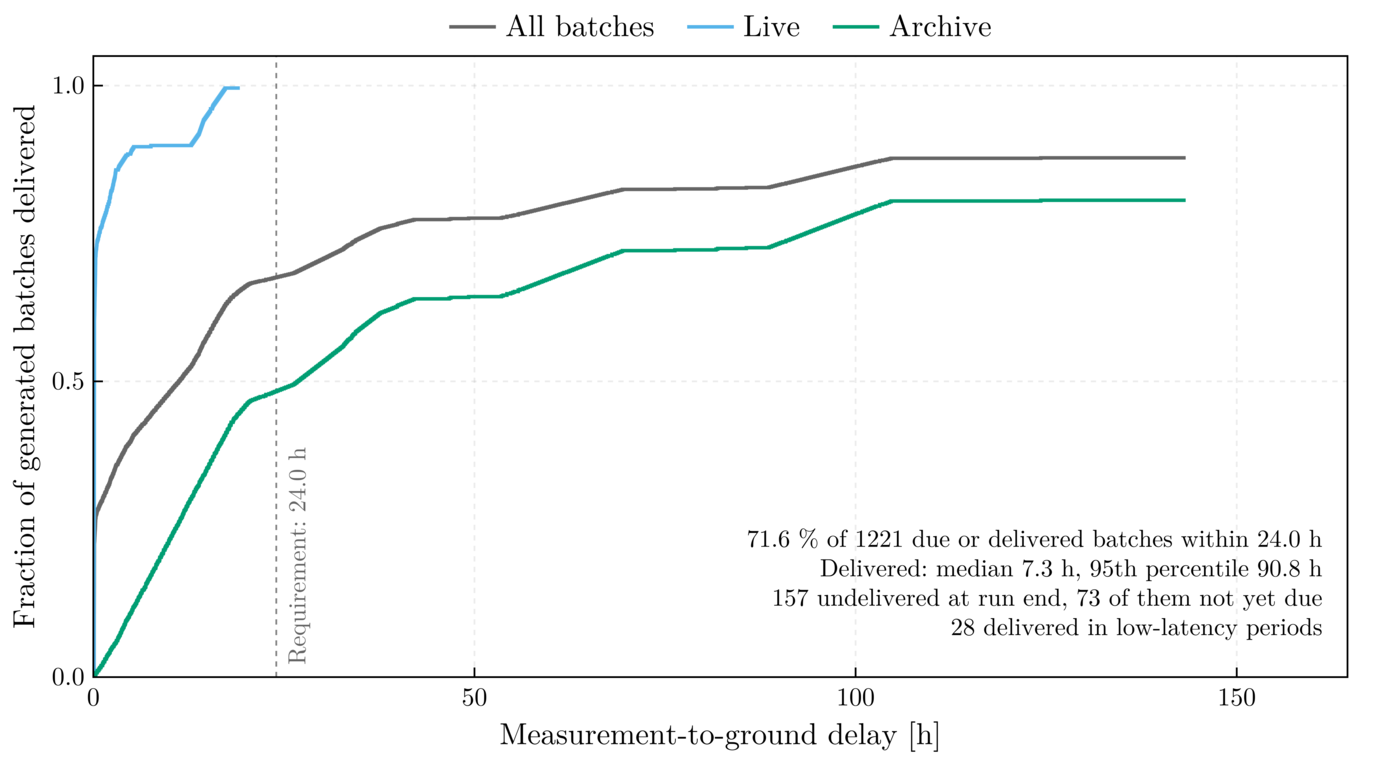 All batches Live Archive
Fraction of generated batches delivered
1.0
0.5
0.0
Requirement: 24.0 h
71.6 % of 1221 due or delivered batches within 24.0 h
Delivered: median 7.3 h, 95th percentile 90.8 h
157 undelivered at run end, 73 of them not yet due
28 delivered in low-latency periods
0 50 100 150
Measurement-to-ground delay [h]